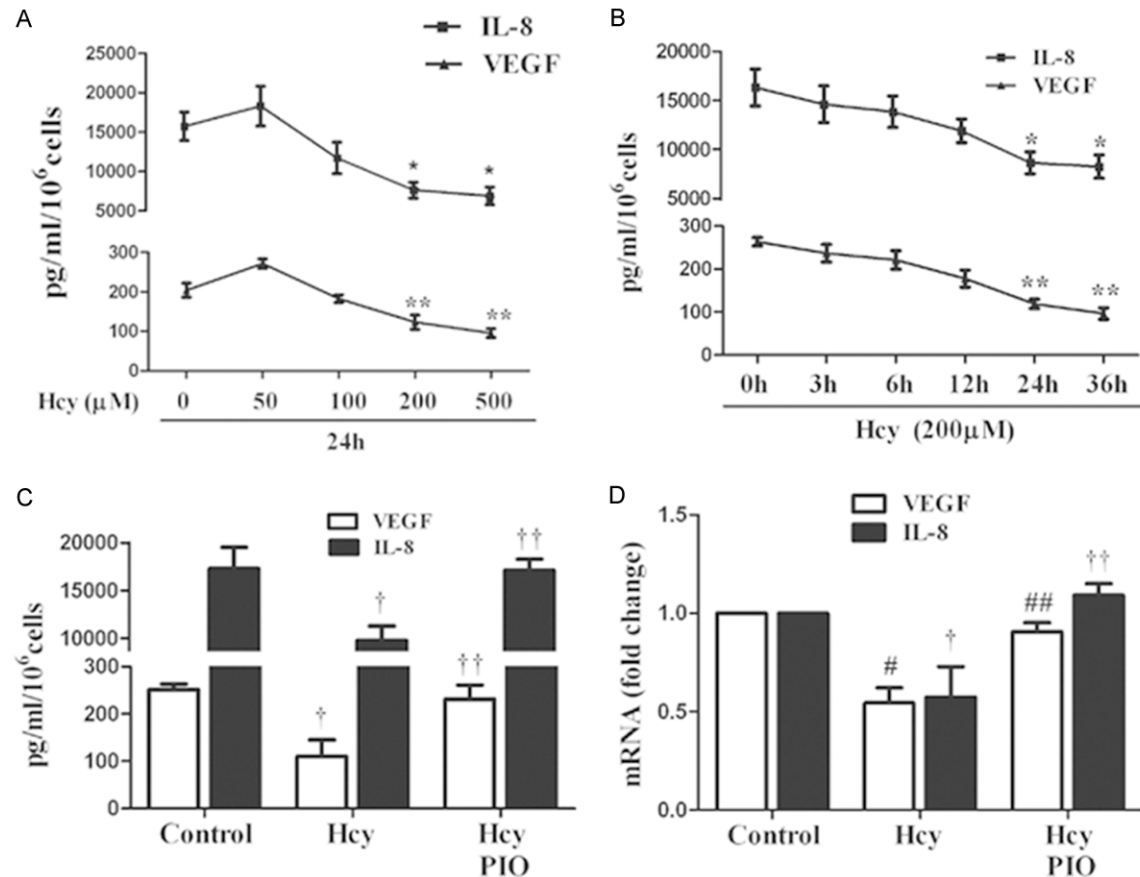 A
IL-8
VEGF
25000
20000
15000
10000
5000
300
200
100
0
pg/ml/10⁶cells
*
*
**
**
Hcy (μM) 0 50 100 200 500
24h
B
IL-8
VEGF
20000
15000
10000
5000
300
200
100
0
pg/ml/10⁶cells
*
*
**
**
0h 3h 6h 12h 24h 36h
Hcy (200μM)
C
VEGF
IL-8
20000
15000
10000
300
200
100
0
pg/ml/10⁶cells
†
†
††
††
Control Hcy Hcy
PIO
D
VEGF
IL-8
1.5
1.0
0.5
0.0
mRNA (fold change)
#
†
##
††
Control Hcy Hcy
PIO